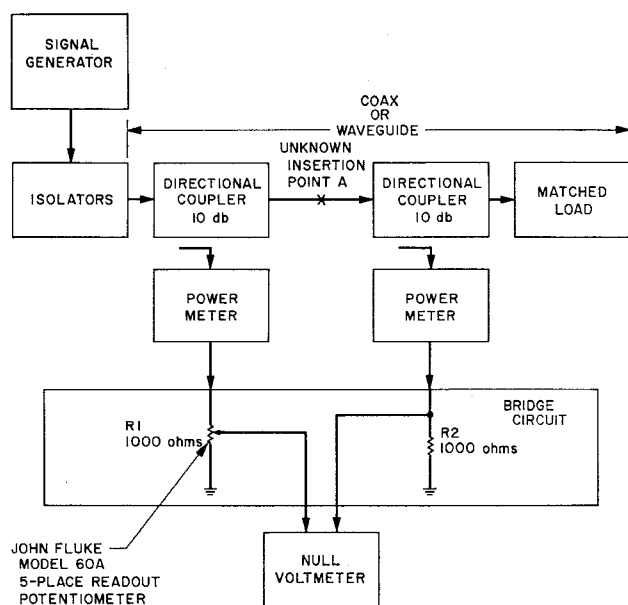 SIGNAL
GENERATOR
COAX
OR
WAVEGUIDE
UNKNOWN
INSERTION
POINT A
ISOLATORS
DIRECTIONAL
COUPLER
10 db
DIRECTIONAL
COUPLER
10 db
MATCHED
LOAD
POWER
METER
POWER
METER
BRIDGE
CIRCUIT
R1
1000 ohms
R2
1000 ohms
JOHN FLUKE
MODEL 60A
5-PLACE READOUT
POTENTIOMETER
NULL
VOLTMETER